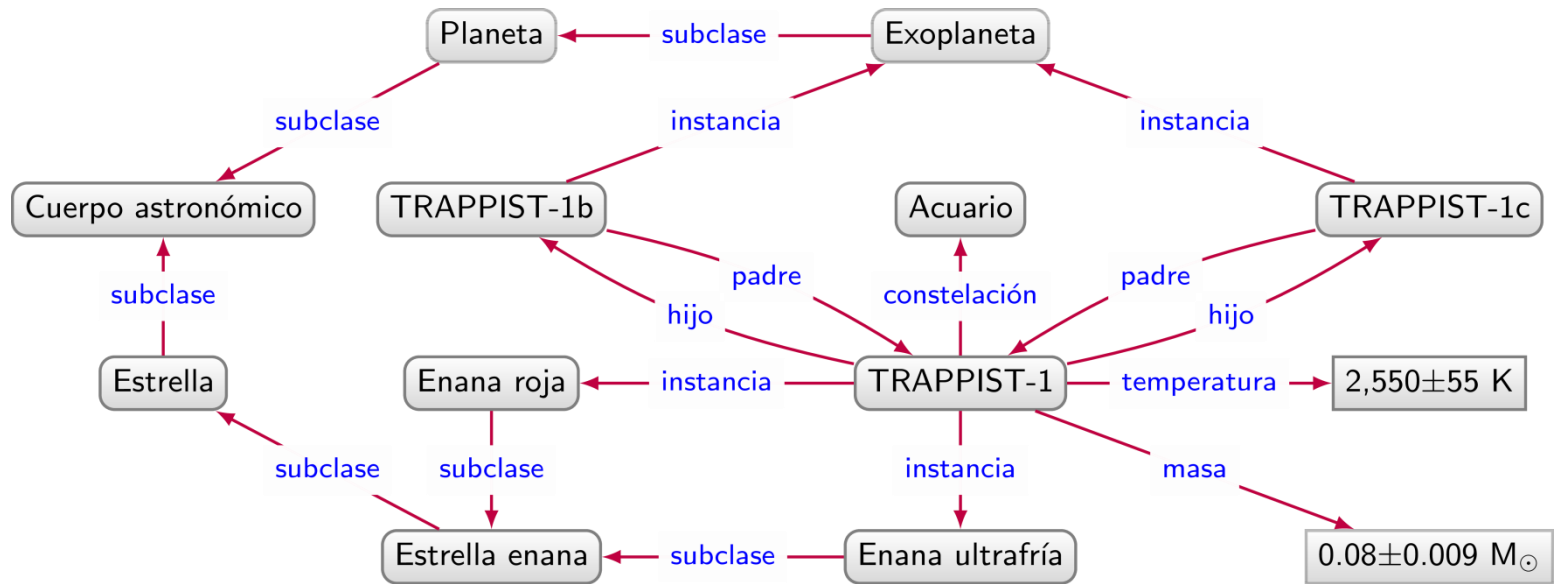 Planeta
subclase
Exoplaneta
subclase
instancia
instancia
Cuerpo astronómico
TRAPPIST-1b
Acuario
TRAPPIST-1c
subclase
padre
hijo
constelación
padre
hijo
Estrella
Enana roja
instancia
TRAPPIST-1
temperatura
2,550±55 K
subclase
subclase
instancia
masa
Estrella enana
subclase
Enana ultrafría
0.08±0.009 M☉